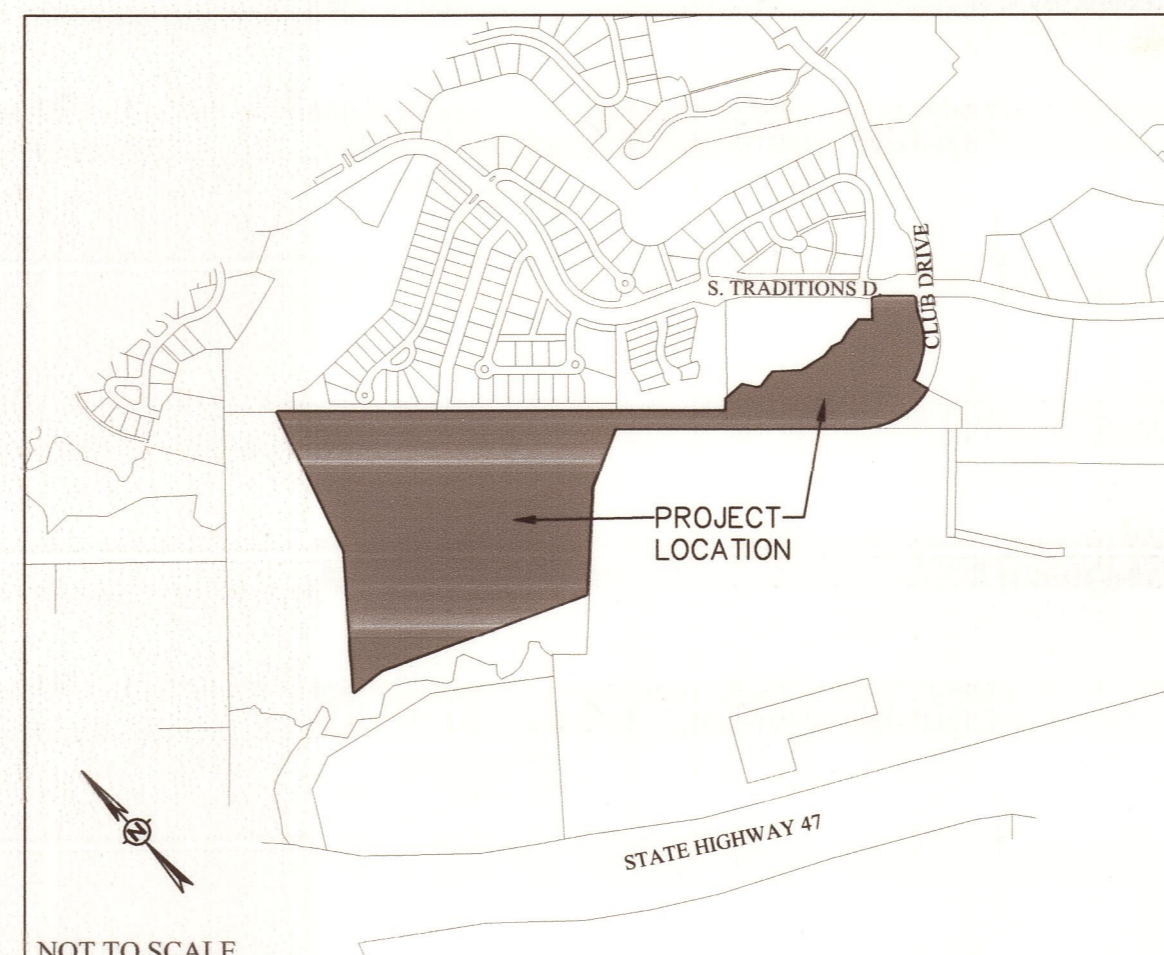 S. TRADITIONS D
CLUB DRIVE
PROJECT
LOCATION
STATE HIGHWAY 47
N
NOT TO SCALE